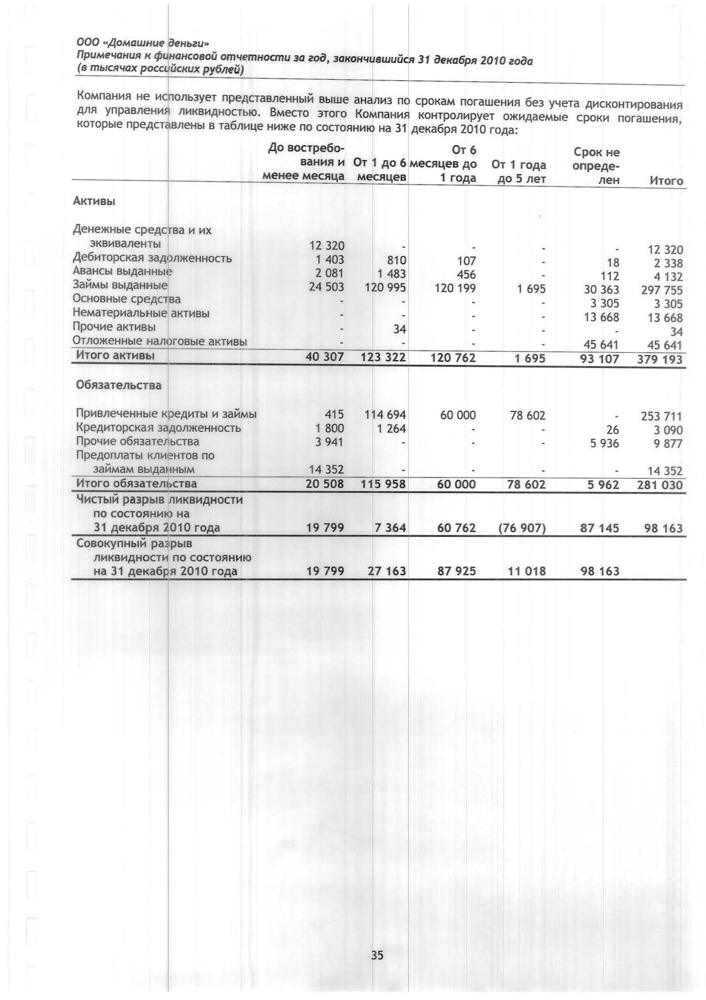 ООО «Домашние деньги»
Примечания к финансовой отчетности за год, закончившийся 31 декабря 2010 года
(в тысячах российских рублей)
Компания не использует представленный выше анализ по срокам погашения без учета дисконтирования
для управления ликвидностью. Вместо этого Компания контролирует ожидаемые сроки погашения,
которые представлены в таблице ниже по состоянию на 31 декабря 2010 года:
До востребо- От 6 Срок не
вания и От 1 до 6 месяцев до От 1 года опреде-
менее месяца месяцев 1 года до 5 лет лен Итого
Активы
Денежные средства и их
эквиваленты 12 320 - - - - 12 320
Дебиторская задолженность 1 403 810 107 - 18 2 338
Авансы выданные 2 081 1 483 456 - 112 4 132
Займы выданные 24 503 120 995 120 199 1 695 30 363 297 755
Основные средства - - - - 3 305 3 305
Нематериальные активы - - - - 13 668 13 668
Прочие активы - 34 - - - 34
Отложенные налоговые активы - - - - 45 641 45 641
Итого активы 40 307 123 322 120 762 1 695 93 107 379 193
Обязательства
Привлеченные кредиты и займы 415 114 694 60 000 78 602 - 253 711
Кредиторская задолженность 1 800 1 264 - - 26 3 090
Прочие обязательства 3 941 - - - 5 936 9 877
Предоплаты клиентов по
займам выданным 14 352 - - - - 14 352
Итого обязательства 20 508 115 958 60 000 78 602 5 962 281 030
Чистый разрыв ликвидности
по состоянию на
31 декабря 2010 года 19 799 7 364 60 762 (76 907) 87 145 98 163
Совокупный разрыв
ликвидности по состоянию
на 31 декабря 2010 года 19 799 27 163 87 925 11 018 98 163
35